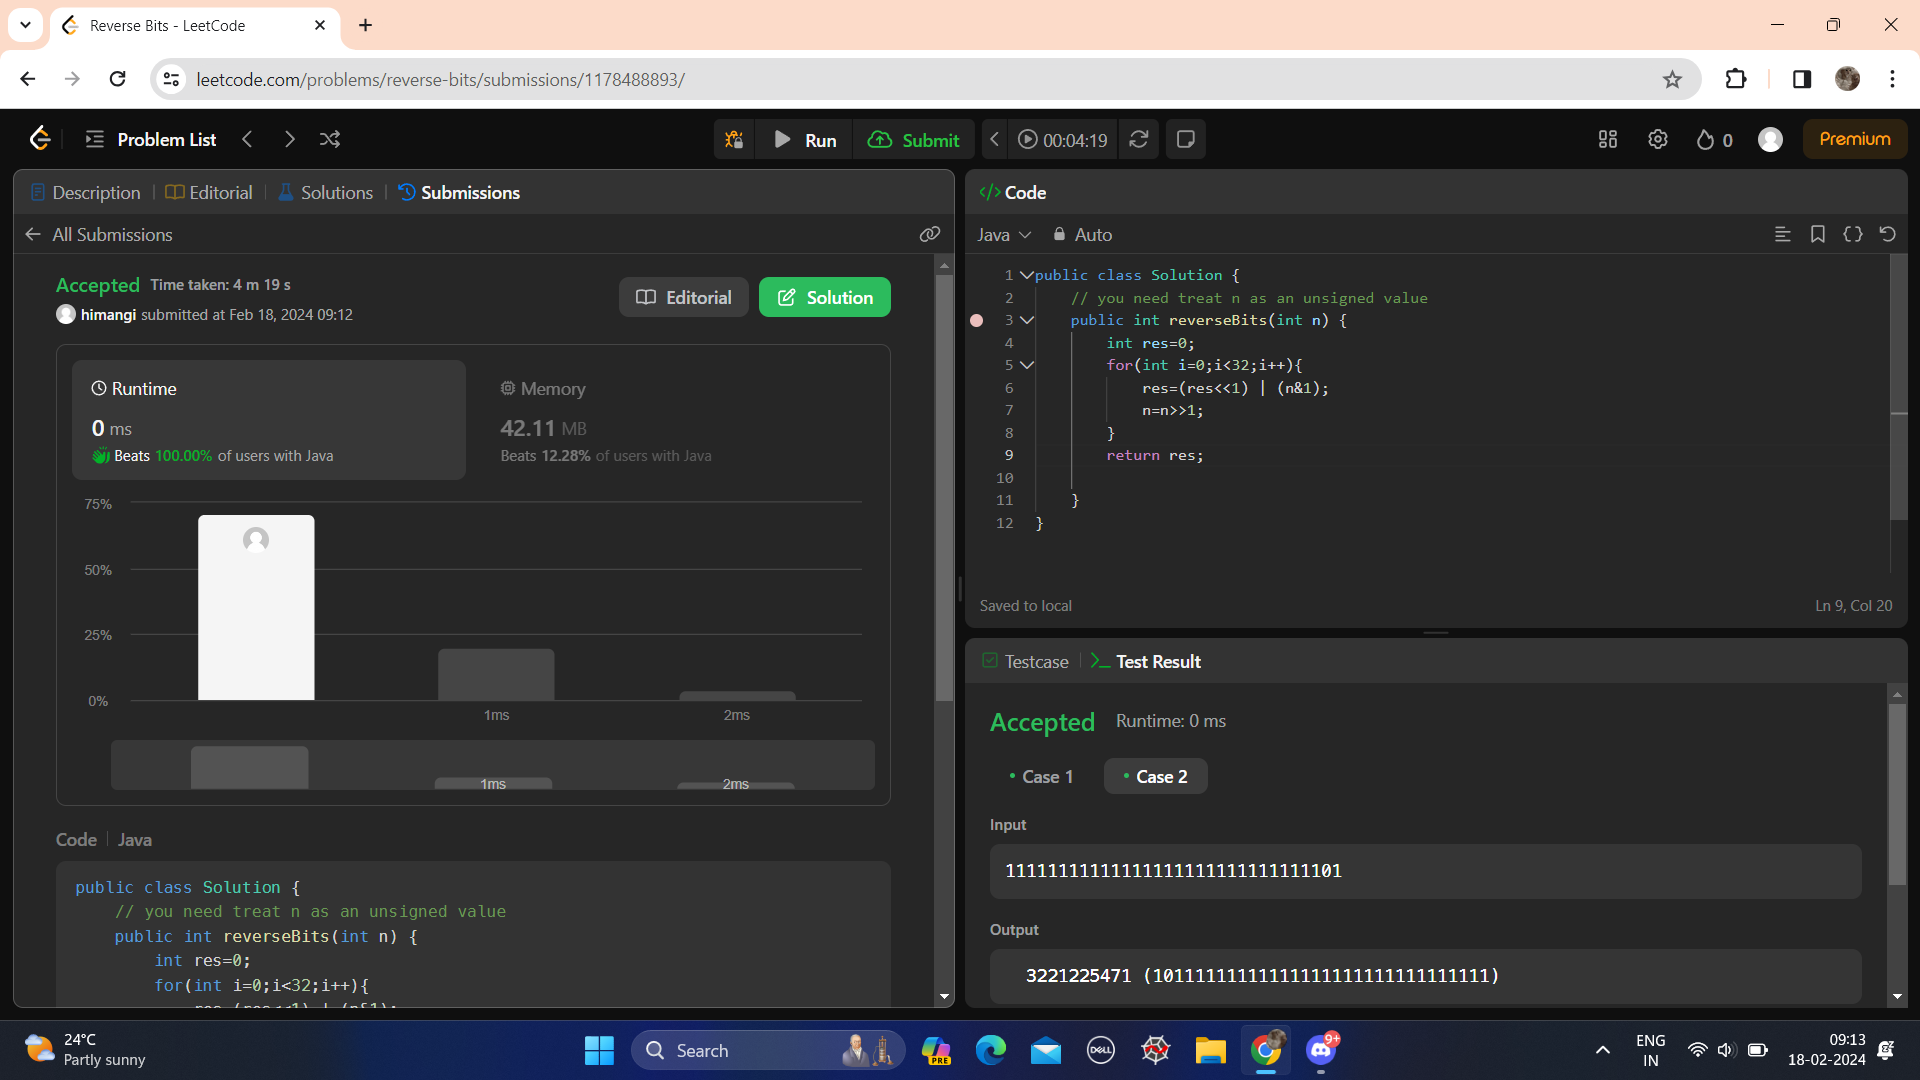 Reverse Bits - LeetCode
leetcode.com/problems/reverse-bits/submissions/1178488893/
Problem List
Run
Submit
00:04:19
0
Premium
Description
Editorial
Solutions
Submissions
All Submissions
Accepted Time taken: 4 m 19 s
himangi submitted at Feb 18, 2024 09:12
Editorial
Solution
Runtime
0 ms
Beats 100.00% of users with Java
Memory
42.11 MB
Beats 12.28% of users with Java
75%
50%
25%
0%
1ms
2ms
1ms
2ms
Code
Java
public class Solution {
// you need treat n as an unsigned value
public int reverseBits(int n) {
int res=0;
for(int i=0;i<32;i++){
Code
Java
Auto
1 public class Solution {
2 // you need treat n as an unsigned value
3 public int reverseBits(int n) {
4 int res=0;
5 for(int i=0;i<32;i++){
6 res=(res<<1) | (n&1);
7 n=n>>1;
8 }
9 return res;
10
11 }
12 }
Saved to local
Ln 9, Col 20
Testcase
Test Result
Accepted Runtime: 0 ms
Case 1
Case 2
Input
11111111111111111111111111111101
Output
3221225471 (10111111111111111111111111111111)
24°C
Partly sunny
Search
PRE
DELL
9+
ENG
IN
09:13
18-02-2024